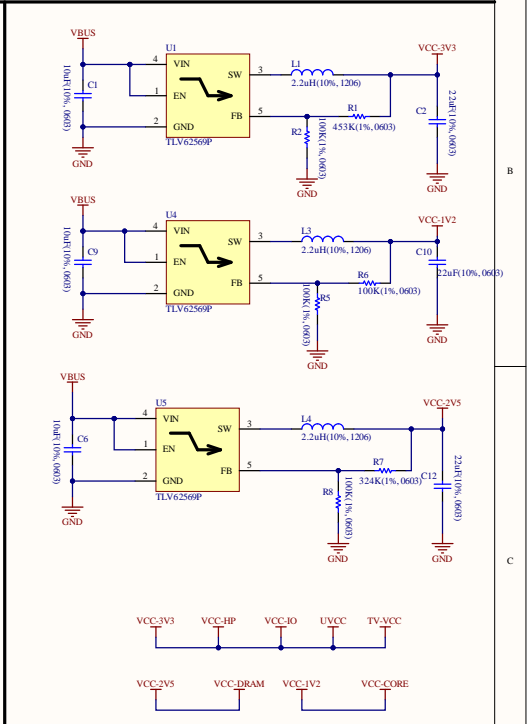 VBUS
U1
VCC-3V3
4
VIN
L1
SW
3
10uF(10%, 0603)
C1
2.2uH(10%, 1206)
1
EN
5
FB
R1
C2
22uF(10%, 0603)
2
GND
R2
100K(1%, 0603)
453K(1%, 0603)
TLV62569P
GND
GND
GND
B
VBUS
U4
VCC-1V2
4
VIN
L3
SW
3
10uF(10%, 0603)
C9
2.2uH(10%, 1206)
C10
1
EN
22uF(10%, 0603)
5
FB
R6
2
GND
100K(1%, 0603)
R5
100K(1%, 0603)
TLV62569P
GND
GND
GND
VBUS
U5
VCC-2V5
4
VIN
L4
SW
3
10uF(10%, 0603)
C6
2.2uH(10%, 1206)
1
EN
5
FB
R7
C12
22uF(10%, 0603)
2
GND
324K(1%, 0603)
R8
100K(1%, 0603)
TLV62569P
GND
GND
GND
C
VCC-3V3
VCC-HP
VCC-IO
UVCC
TV-VCC
VCC-2V5
VCC-DRAM
VCC-1V2
VCC-CORE